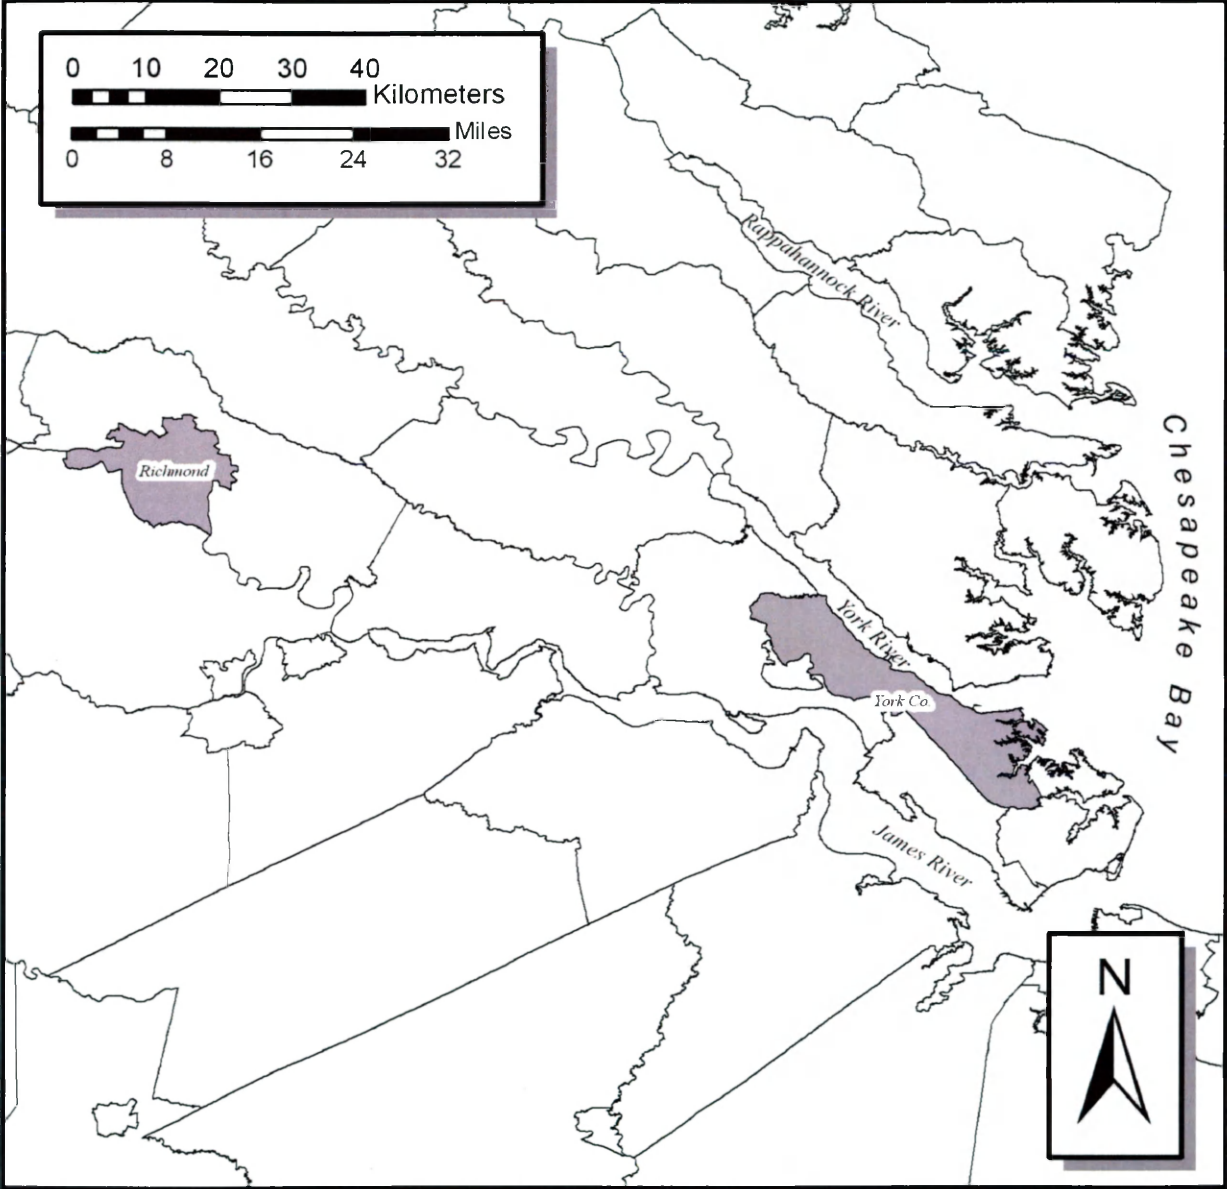 0 10 20 30 40
Kilometers
Miles
0 8 16 24 32
Rappahannock River
Richmond
Chesapeake Bay
York River
York Co.
James River
N